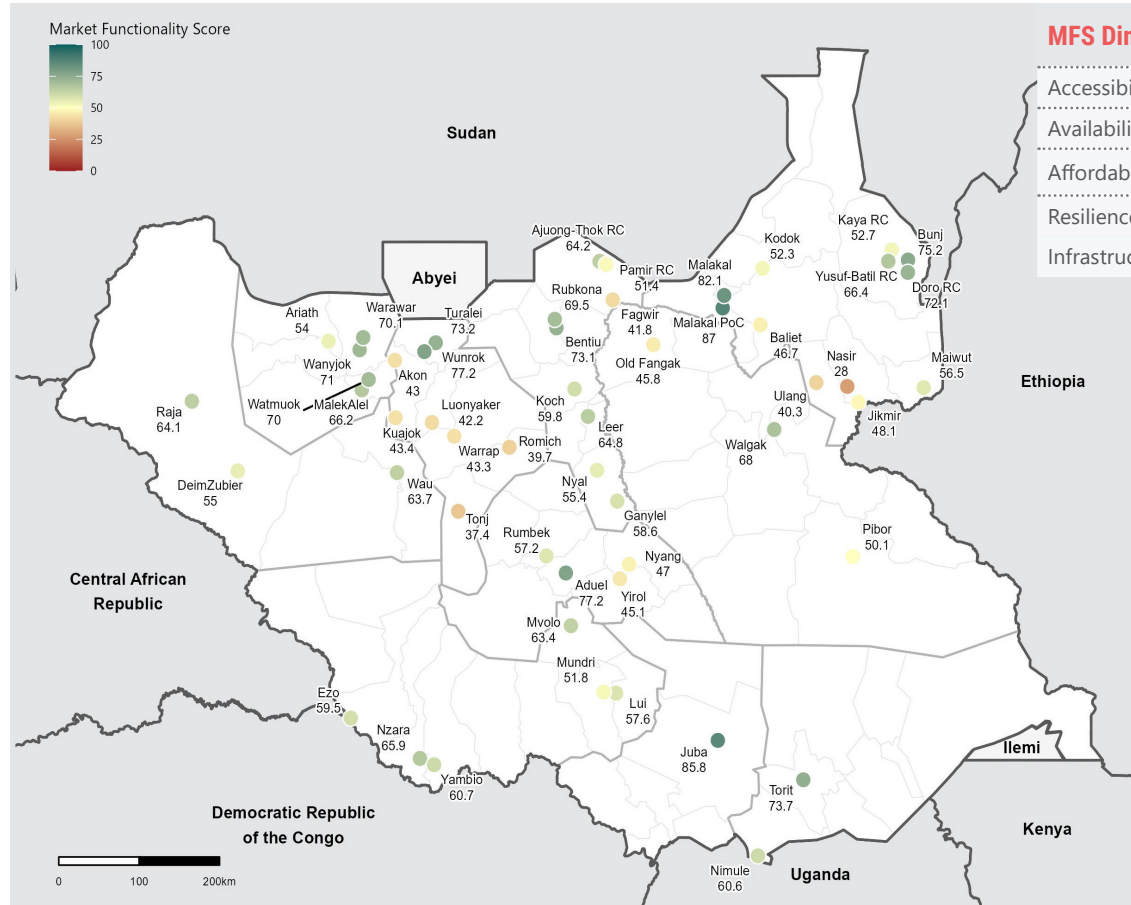 Market Functionality Score
100
75
50
25
0
MFS Dim
Accessibi
Availabili
Affordab
Resilience
Infrastruc
Sudan
Abyei
Ethiopia
Central African
Republic
Democratic Republic
of the Congo
Uganda
Kenya
Ilemi
Ajuong-Thok RC
64.2
Pamir RC
51.4
Rubkona
69.5
Fagwir
41.8
Bentiu
73.1
Old Fangak
45.8
Kodok
52.3
Malakal
82.1
Malakal PoC
87
Kaya RC
52.7
Bunj
75.2
Yusuf-Batil RC
66.4
Doro RC
72.1
Baliet
46.7
Nasir
28
Maiwut
56.5
Ulang
40.3
Jikmir
48.1
Walgak
68
Ariath
54
Warawar
70.1
Turalei
73.2
Wanyjok
71
Wunrok
77.2
Akon
43
Watmuok
70
MalekAlel
66.2
Raja
64.1
Kuajok
43.4
Luonyaker
42.2
Koch
59.8
Leer
64.8
Warrap
43.3
Romich
39.7
DeimZubier
55
Wau
63.7
Nyal
55.4
Tonj
37.4
Ganylel
58.6
Rumbek
57.2
Pibor
50.1
Nyang
47
Aduel
77.2
Yirol
45.1
Mvolo
63.4
Mundri
51.8
Lui
57.6
Ezo
59.5
Nzara
65.9
Yambio
60.7
Juba
85.8
Torit
73.7
Nimule
60.6
0 100 200km